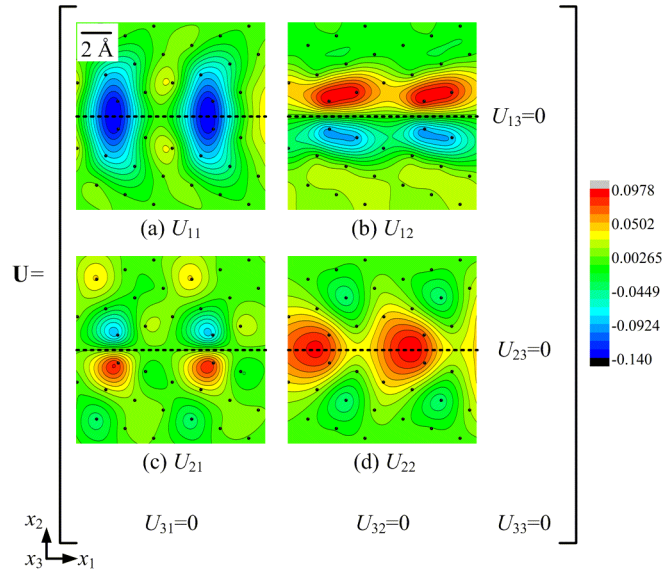 2 Å
U₁₃=0
(a) U₁₁
(b) U₁₂
0.0978
0.0502
0.00265
-0.0449
-0.0924
-0.140
U=
U₂₃=0
(c) U₂₁
(d) U₂₂
U₃₁=0
U₃₂=0
U₃₃=0
x₂
x₃
x₁